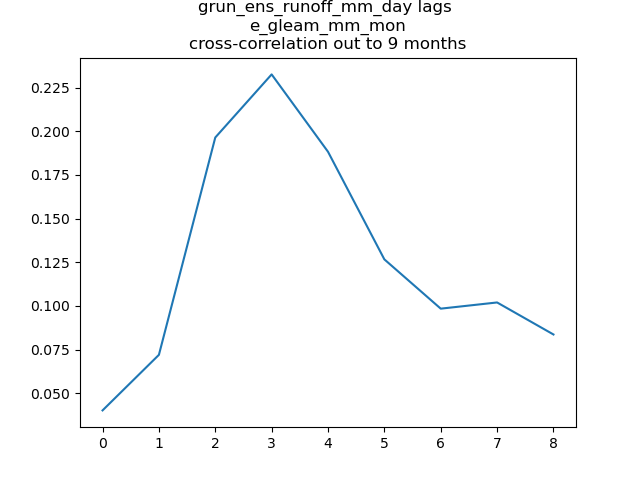 grun_ens_runoff_mm_day lags
e_gleam_mm_mon
cross-correlation out to 9 months
0.225
0.200
0.175
0.150
0.125
0.100
0.075
0.050
0 1 2 3 4 5 6 7 8